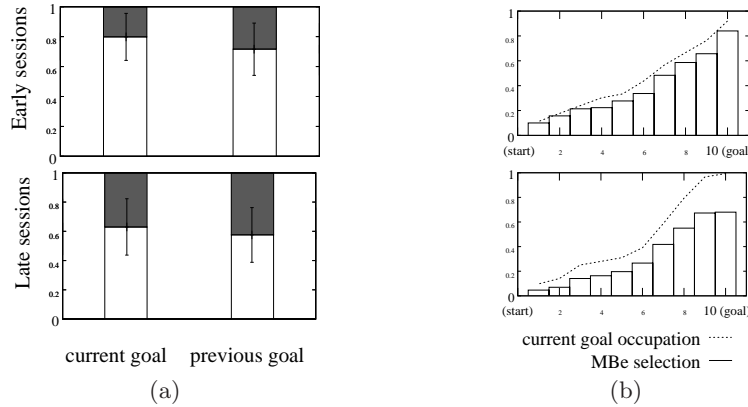 Early sessions
1
0.8
0.6
0.4
0.2
0
Late sessions
1
0.8
0.6
0.4
0.2
0
current goal previous goal
(a)
1
0.8
0.6
0.4
0.2
0
(start) 2 4 6 8 10 (goal)
1
0.8
0.6
0.4
0.2
0
(start) 2 4 6 8 10 (goal)
current goal occupation
MBe selection
(b)